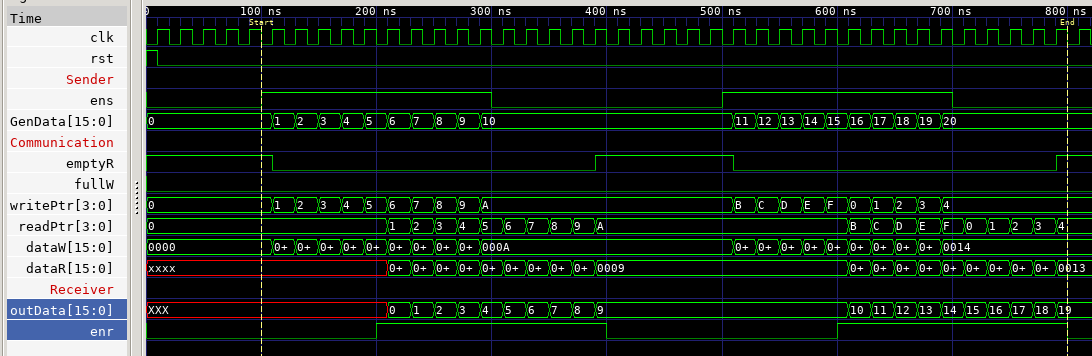 Time 0 100 ns 200 ns 300 ns 400 ns 500 ns 600 ns 700 ns 800 ns
Start End
clk
rst
Sender
ens
GenData[15:0] 0 1 2 3 4 5 6 7 8 9 10 11 12 13 14 15 16 17 18 19 20
Communication
emptyR
fullW
writePtr[3:0] 0 1 2 3 4 5 6 7 8 9 A B C D E F 0 1 2 3 4
readPtr[3:0] 0 1 2 3 4 5 6 7 8 9 A B C D E F 0 1 2 3 4
dataW[15:0] 0000 0+ 0+ 0+ 0+ 0+ 0+ 0+ 0+ 0+ 000A 0+ 0+ 0+ 0+ 0+ 0+ 0+ 0+ 0+ 0014
dataR[15:0] xxxx 0+ 0+ 0+ 0+ 0+ 0+ 0+ 0+ 0+ 0009 0+ 0+ 0+ 0+ 0+ 0+ 0+ 0+ 0+ 0013
Receiver
outData[15:0] XXX 0 1 2 3 4 5 6 7 8 9 10 11 12 13 14 15 16 17 18 19
enr